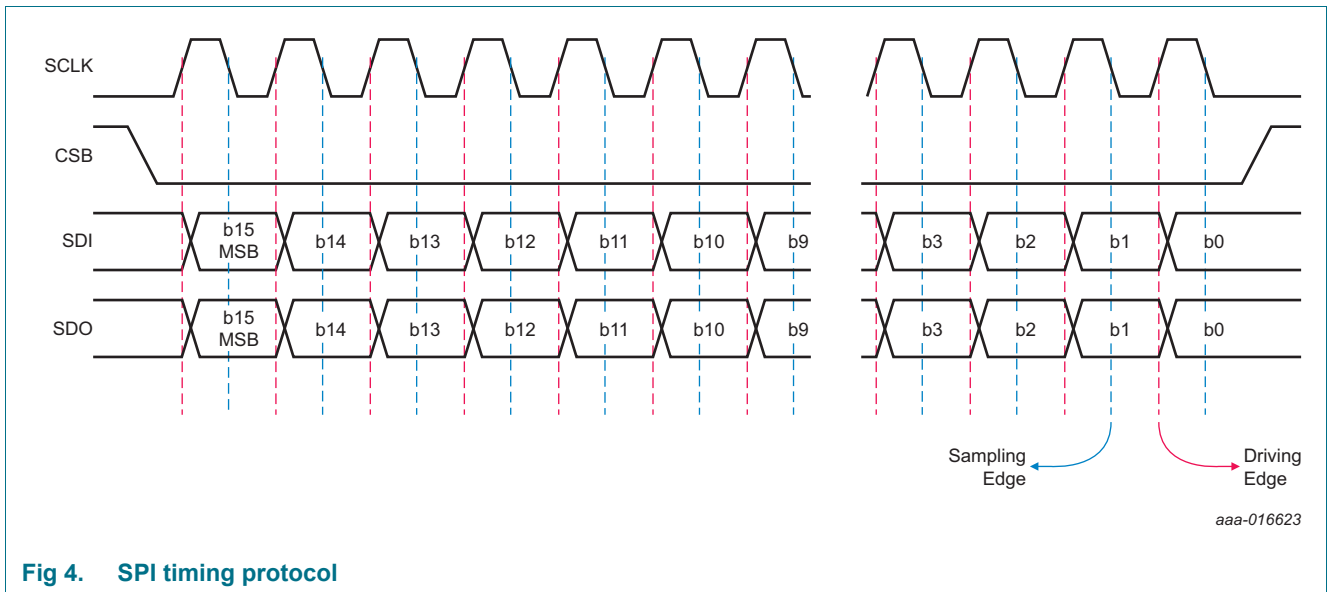 SCLK
CSB
SDI
b15
MSB
b14
b13
b12
b11
b10
b9
b3
b2
b1
b0
SDO
b15
MSB
b14
b13
b12
b11
b10
b9
b3
b2
b1
b0
Sampling
Edge
Driving
Edge
aaa-016623
Fig 4. SPI timing protocol